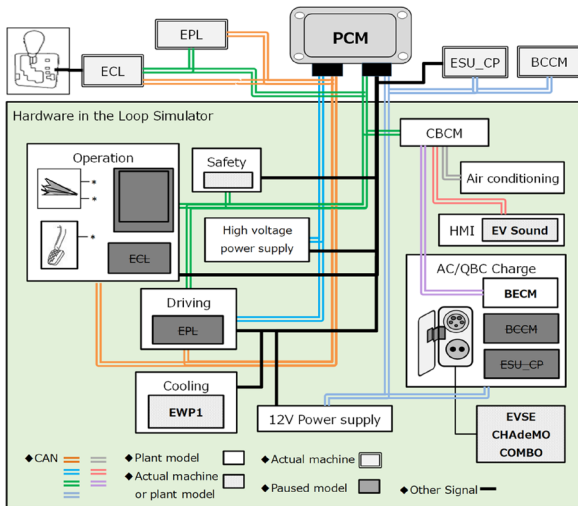 EPL
PCM
ECL
ESU_CP
BCCM
Hardware in the Loop Simulator
Operation
Safety
CBCM
Air conditioning
ECL
High voltage
power supply
HMI
EV Sound
AC/QBC Charge
BECM
Driving
EPL
BCCM
ESU_CP
Cooling
EWP1
12V Power supply
EVSE
CHAdeMO
COMBO
◆CAN
◆Plant model
◆Actual machine
◆Actual machine
or plant model
◆Paused model
◆Other Signal